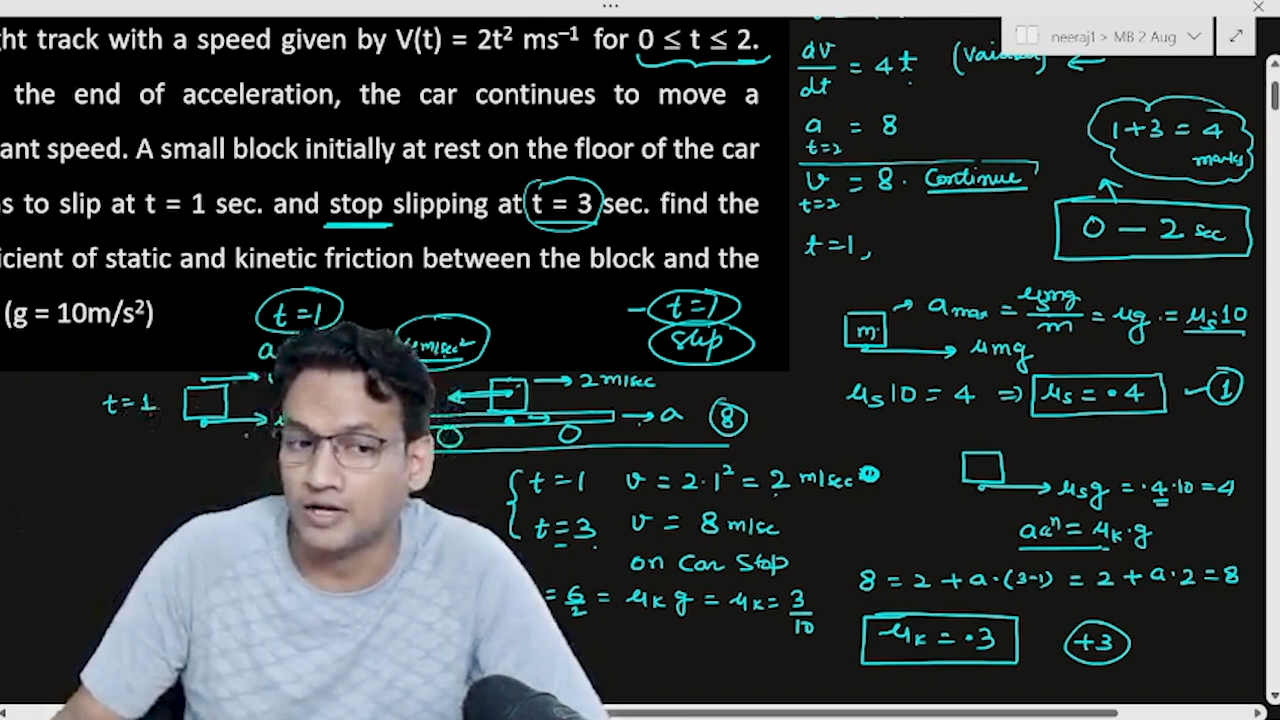 ght track with a speed given by V(t) = 2t² ms⁻¹ for 0 ≤ t ≤ 2.
the end of acceleration, the car continues to move a
ant speed. A small block initially at rest on the floor of the car
s to slip at t = 1 sec. and stop slipping at t = 3 sec. find the
icient of static and kinetic friction between the block and the
(g = 10m/s²)
t=1
a
m/sec²
- t=1
slip
t=1
2 m/sec
a
8
t=1 v = 2·1² = 2 m/sec
t=3 v = 8 m/sec
on Car Stop
= 6/2 = μₖ g = μₖ = 3/10
neeraj1 > MB 2 Aug
dv/dt = 4t
a t=2 = 8
v t=2 = 8. Continue
t=1,
1+3 = 4 marks
0 – 2 sec
m → a max = μₛmg/m = μg = μₛ·10
μmg
μₛ10 = 4 ⇒ μₛ = ·4 – 1
μₛg = ·4·10 = 4
aaⁿ = μₖ·g
8 = 2 + a·(3-1) = 2 + a·2 = 8
μₖ = ·3 +3